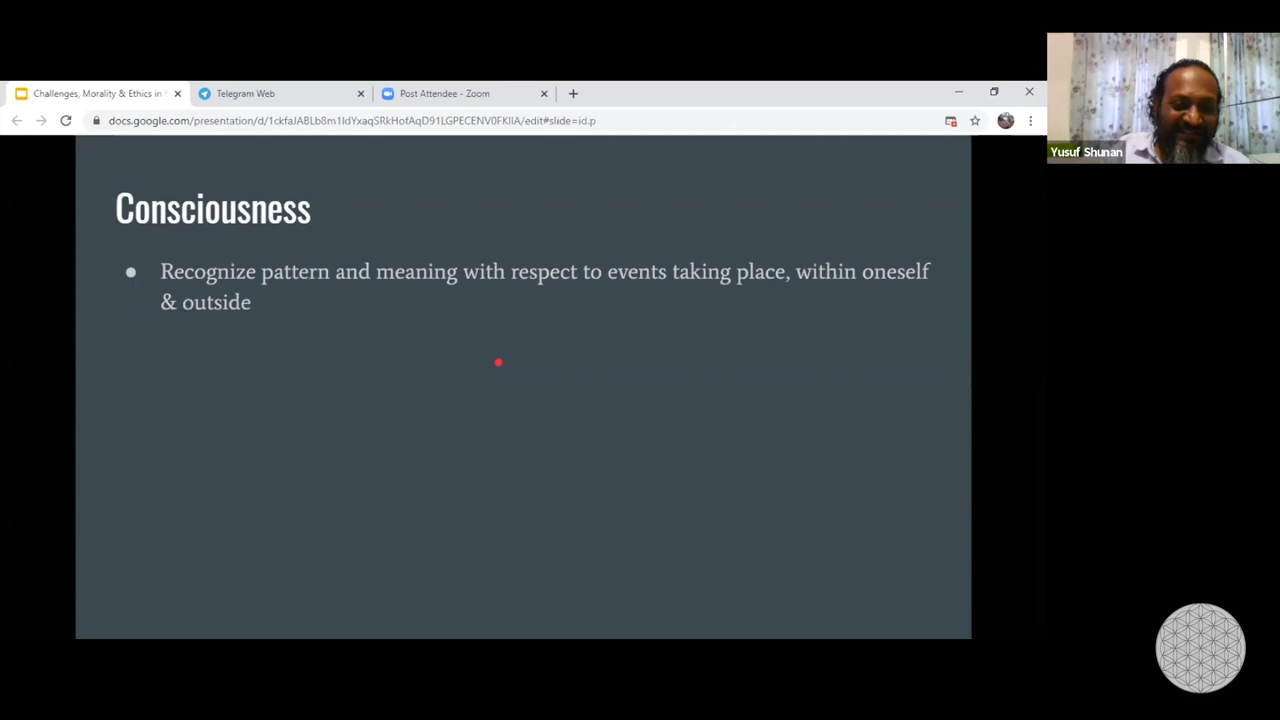 Challenges, Morality & Ethics in
Telegram Web
Post Attendee - Zoom
docs.google.com/presentation/d/1ckfaJABLb8m1IdYxaqSRkHofAqD91LGPECENV0FKIIA/edit#slide=id.p
Yusuf Shunan
Consciousness
Recognize pattern and meaning with respect to events taking place, within oneself
& outside